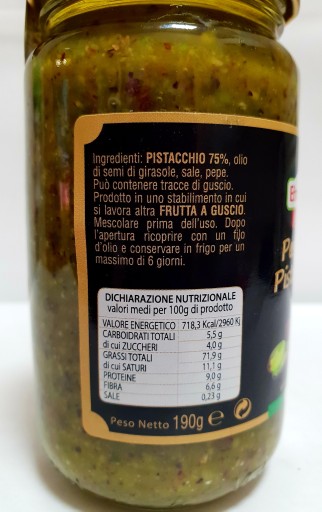 Ingredienti: PISTACCHIO 75%, olio
di semi di girasole, sale, pepe.
Può contenere tracce di guscio.
Prodotto in uno stabilimento in cui
si lavora altra FRUTTA A GUSCIO.
Mescolare prima dell'uso. Dopo
l'apertura ricoprire con un fijo
d'olio e conservare in frigo per un
massimo di 6 giorni.
DICHIARAZIONE NUTRIZIONALE
valori medi per 100g di prodotto
VALORE ENERGETICO 718,3 Kcal/2960 Kj
CARBOIDRATI TOTALI 5,5 g
di cui ZUCCHERI 4,0 g
GRASSI TOTALI 71,9 g
di cui SATURI 11,1 g
PROTEINE 9,0 g
FIBRA 6,6 g
SALE 0,23 g
Peso Netto 190g e